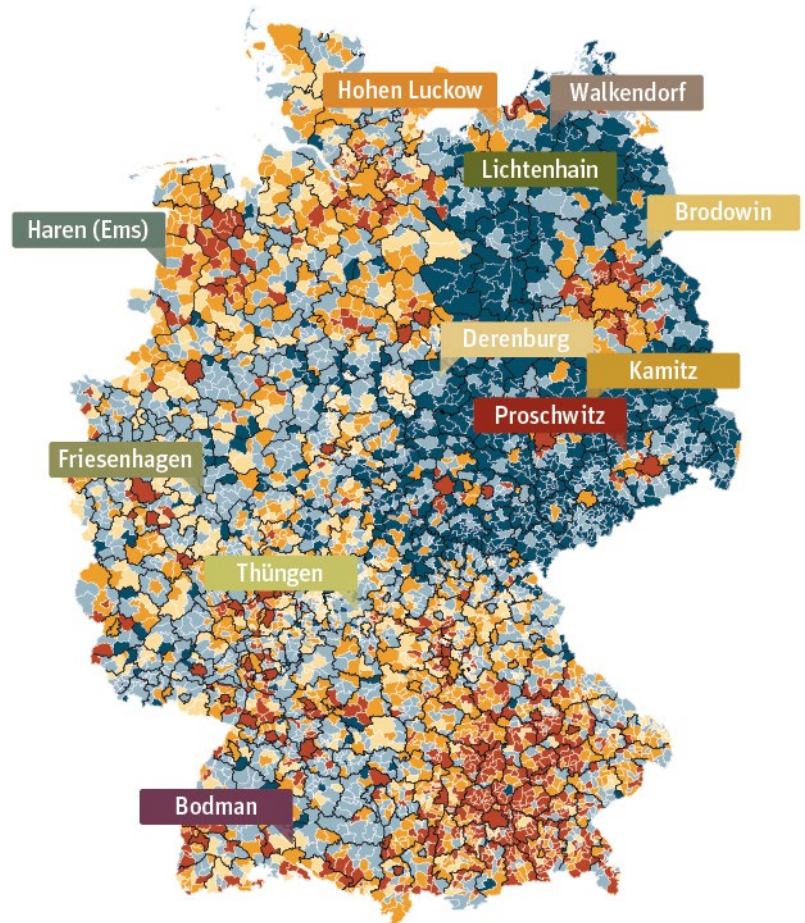 Hohen Luckow
Walkendorf
Lichtenhain
Brodowin
Haren (Ems)
Derenburg
Kamitz
Proschwitz
Friesenhagen
Thüngen
Bodman